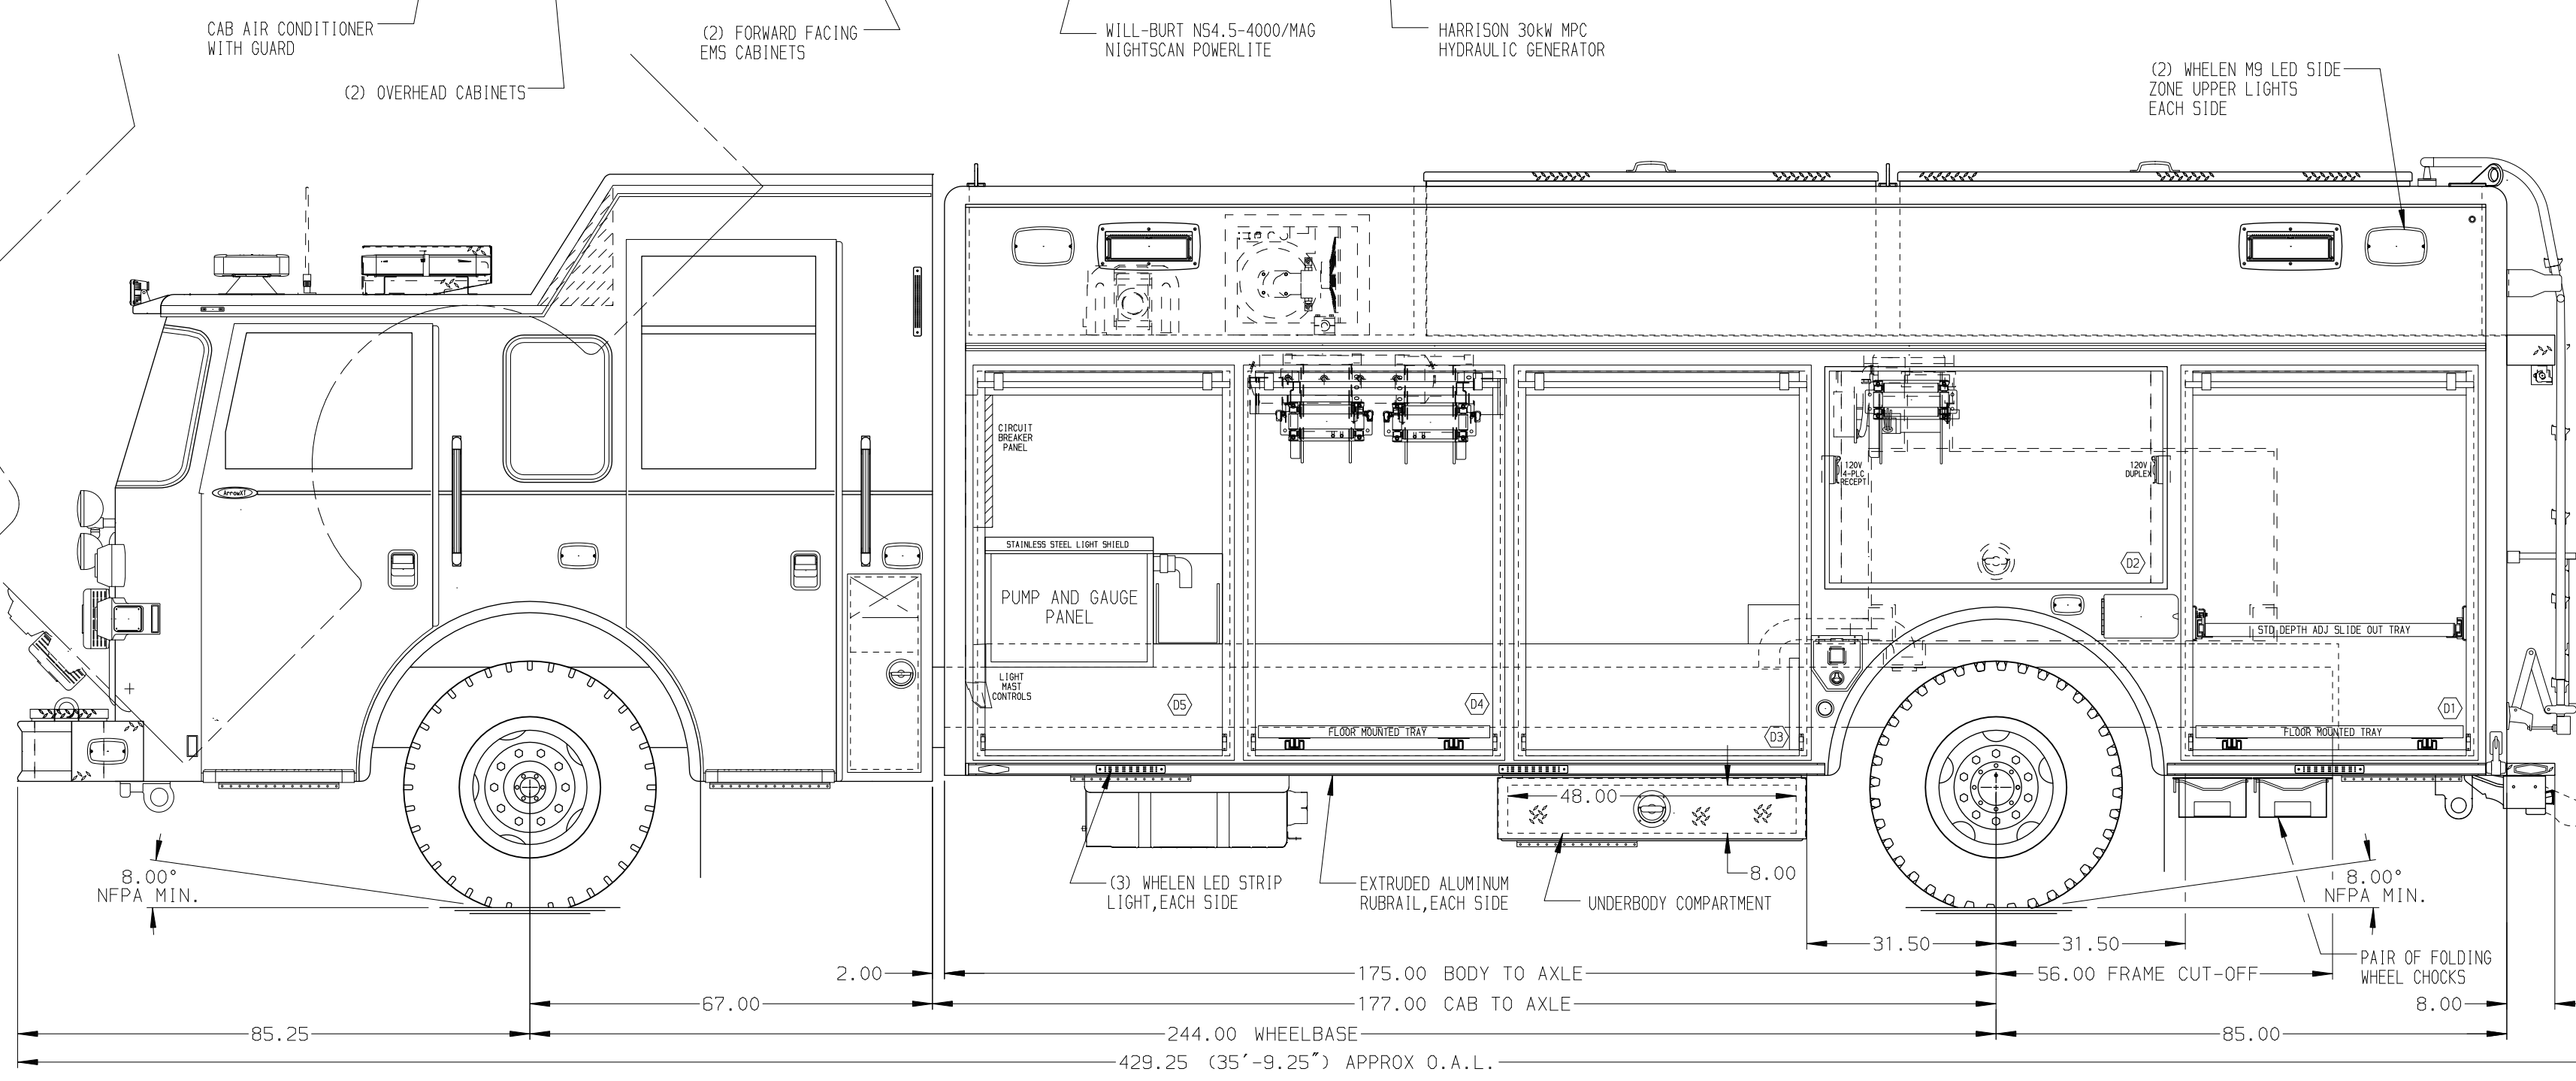 CAB AIR CONDITIONER
WITH GUARD
(2) OVERHEAD CABINETS
(2) FORWARD FACING
EMS CABINETS
WILL-BURT NS4.5-4000/MAG
NIGHTSCAN POWERLITE
HARRISON 30kW MPC
HYDRAULIC GENERATOR
(2) WHELEN M9 LED SIDE
ZONE UPPER LIGHTS
EACH SIDE
ArrowXT
CIRCUIT
BREAKER
PANEL
STAINLESS STEEL LIGHT SHIELD
PUMP AND GAUGE
PANEL
LIGHT
MAST
CONTROLS
D5
D4
FLOOR MOUNTED TRAY
D3
120V
4-PLC
RECEPT
120V
DUPLEX
D2
STD DEPTH ADJ SLIDE OUT TRAY
D1
FLOOR MOUNTED TRAY
48.00
8.00
8.00°
NFPA MIN.
(3) WHELEN LED STRIP
LIGHT,EACH SIDE
EXTRUDED ALUMINUM
RUBRAIL,EACH SIDE
UNDERBODY COMPARTMENT
8.00°
NFPA MIN.
31.50
31.50
PAIR OF FOLDING
WHEEL CHOCKS
2.00
175.00 BODY TO AXLE
56.00 FRAME CUT-OFF
67.00
177.00 CAB TO AXLE
8.00
85.25
244.00 WHEELBASE
85.00
429.25 (35'-9.25") APPROX O.A.L.